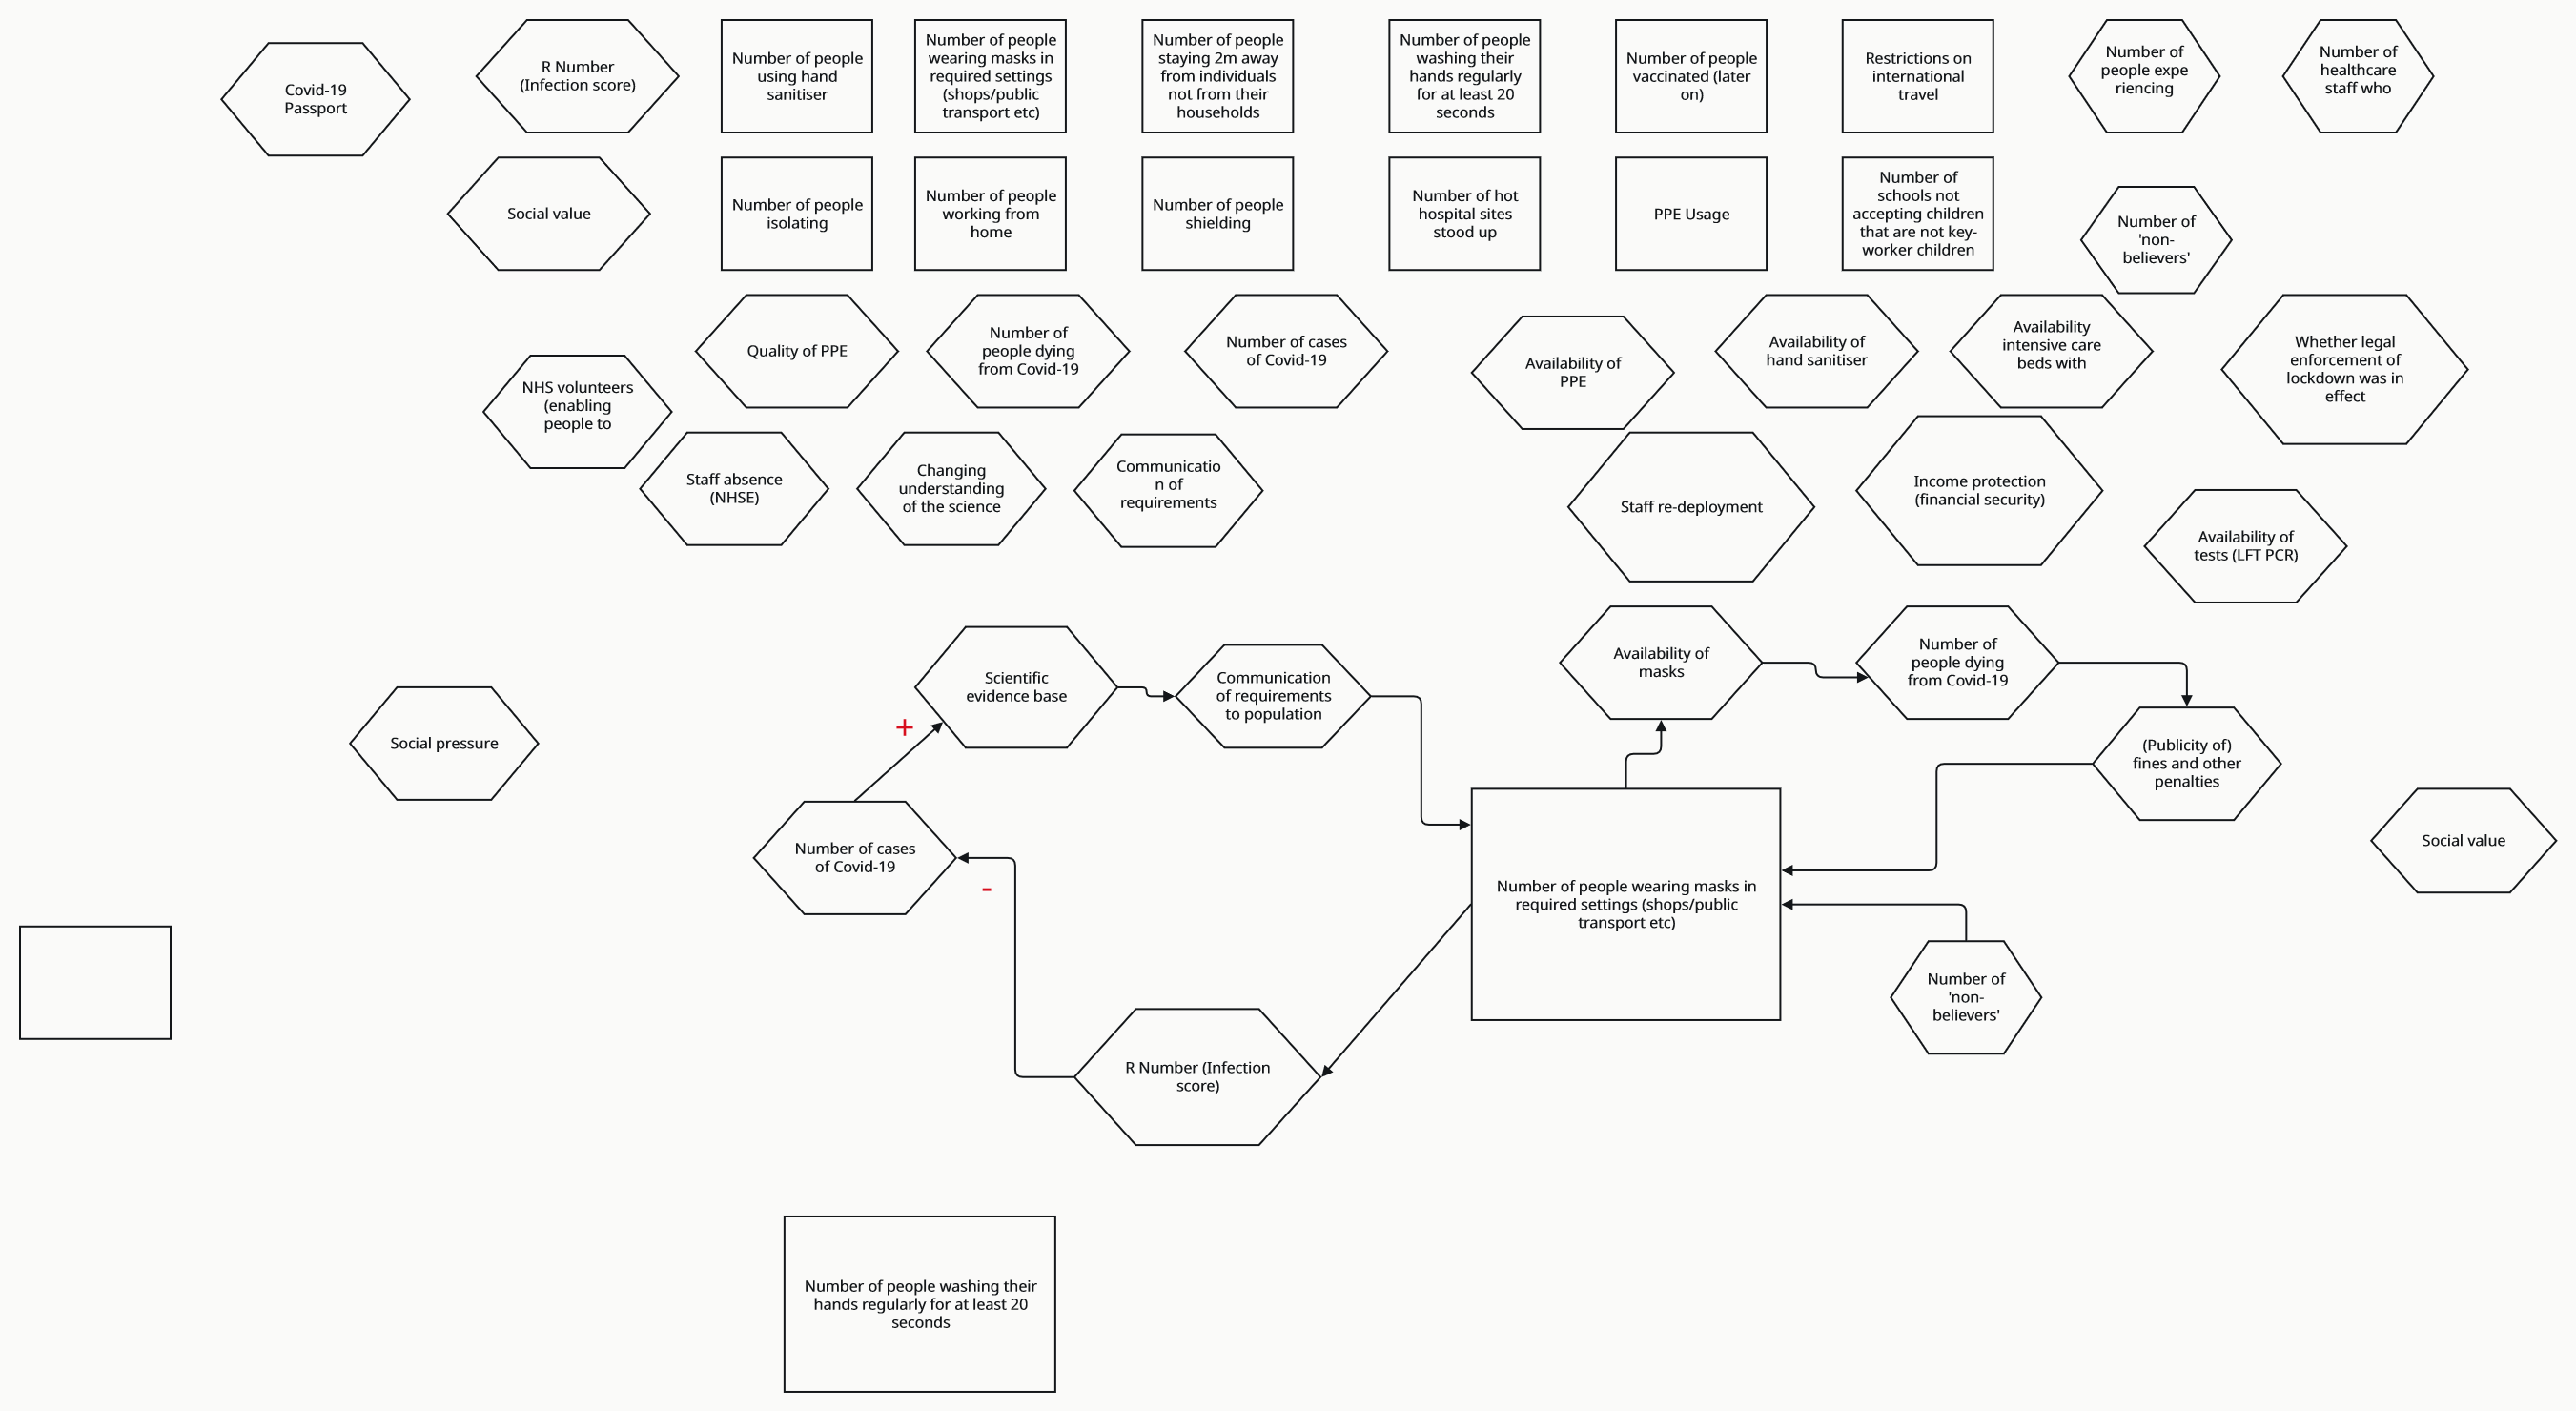 Covid-19
Passport
R Number
(Infection score)
Number of people
using hand
sanitiser
Number of people
wearing masks in
required settings
(shops/public
transport etc)
Number of people
staying 2m away
from individuals
not from their
households
Number of people
washing their
hands regularly
for at least 20
seconds
Number of people
vaccinated (later
on)
Restrictions on
international
travel
Number of
people expe
riencing
Number of
healthcare
staff who
Social value
Number of people
isolating
Number of people
working from
home
Number of people
shielding
Number of hot
hospital sites
stood up
PPE Usage
Number of
schools not
accepting children
that are not key-
worker children
Number of
'non-
believers'
NHS volunteers
(enabling
people to
Quality of PPE
Number of
people dying
from Covid-19
Number of cases
of Covid-19
Availability of
PPE
Availability of
hand sanitiser
Availability
intensive care
beds with
Whether legal
enforcement of
lockdown was in
effect
Staff absence
(NHSE)
Changing
understanding
of the science
Communicatio
n of
requirements
Staff re-deployment
Income protection
(financial security)
Availability of
tests (LFT PCR)
Social pressure
Scientific
evidence base
Communication
of requirements
to population
Availability of
masks
Number of
people dying
from Covid-19
+
(Publicity of)
fines and other
penalties
Number of cases
of Covid-19
-
Number of people wearing masks in
required settings (shops/public
transport etc)
Social value
Number of
'non-
believers'
R Number (Infection
score)
Number of people washing their
hands regularly for at least 20
seconds